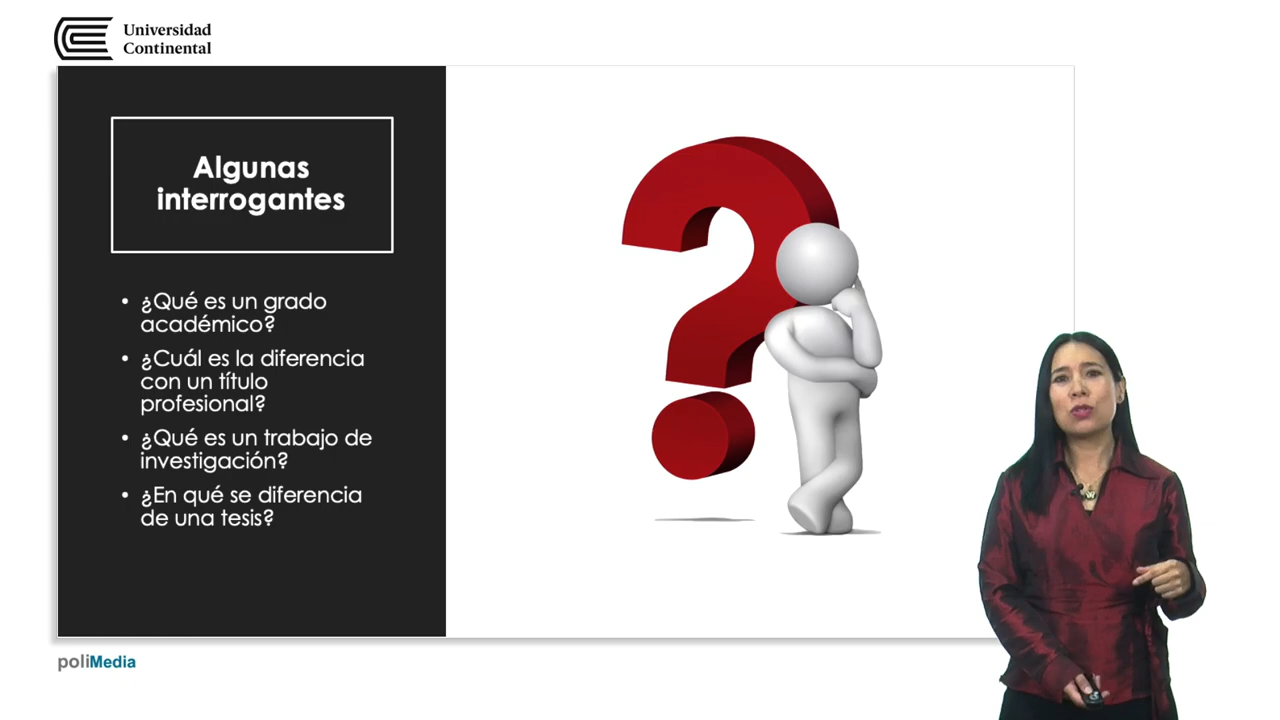 Universidad
Continental
Algunas
interrogantes
• ¿Qué es un grado
académico?
• ¿Cuál es la diferencia
con un título
profesional?
• ¿Qué es un trabajo de
investigación?
• ¿En qué se diferencia
de una tesis?
poliMedia